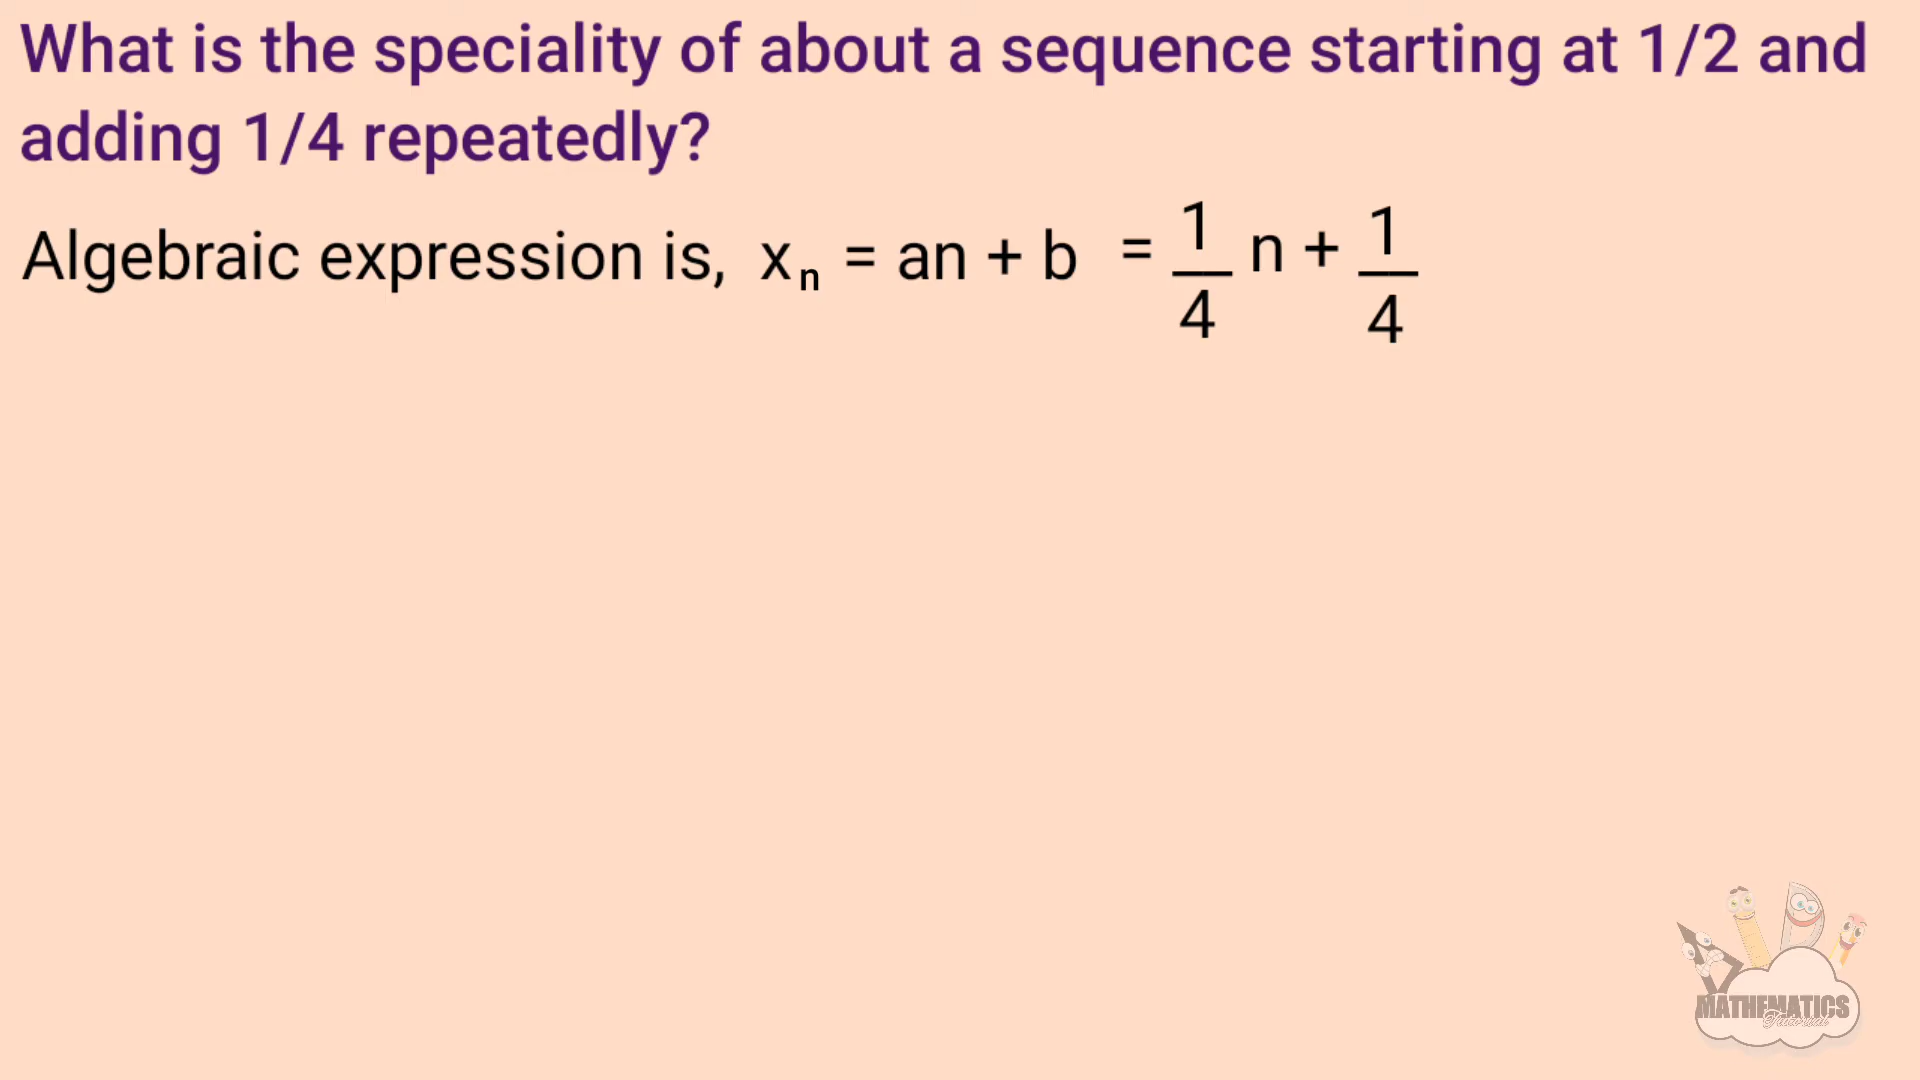 What is the speciality of about a sequence starting at 1/2 and
adding 1/4 repeatedly?
Algebraic expression is, xₙ = an + b = 1/4 n + 1/4
MATHEMATICS
Tutorial